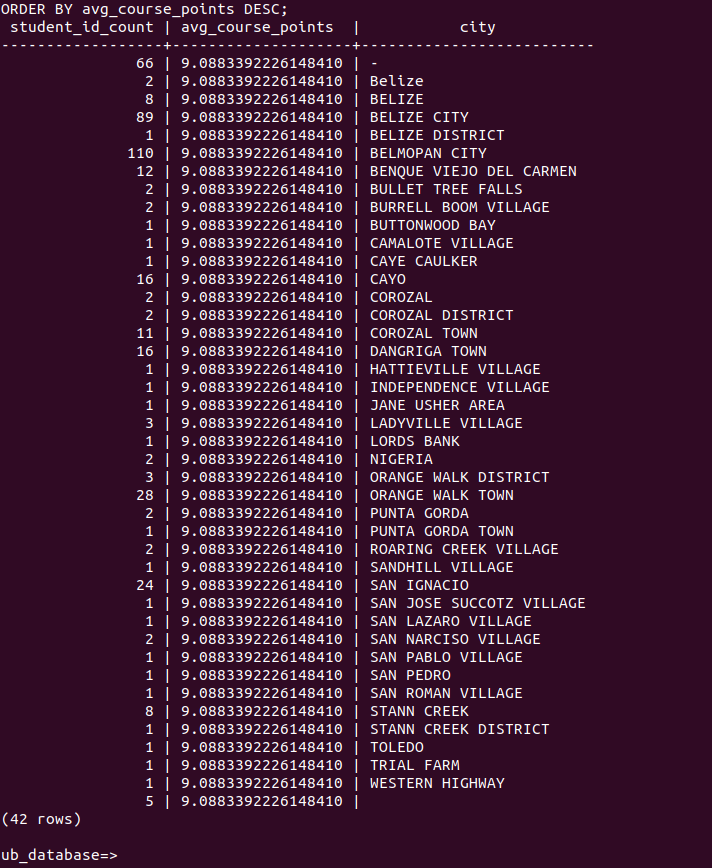 ORDER BY avg_course_points DESC;
 student_id_count | avg_course_points  |           city
------------------+--------------------+--------------------------
               66 | 9.0883392226148410 | -
                2 | 9.0883392226148410 | Belize
                8 | 9.0883392226148410 | BELIZE
               89 | 9.0883392226148410 | BELIZE CITY
                1 | 9.0883392226148410 | BELIZE DISTRICT
              110 | 9.0883392226148410 | BELMOPAN CITY
               12 | 9.0883392226148410 | BENQUE VIEJO DEL CARMEN
                2 | 9.0883392226148410 | BULLET TREE FALLS
                2 | 9.0883392226148410 | BURRELL BOOM VILLAGE
                1 | 9.0883392226148410 | BUTTONWOOD BAY
                1 | 9.0883392226148410 | CAMALOTE VILLAGE
                1 | 9.0883392226148410 | CAYE CAULKER
               16 | 9.0883392226148410 | CAYO
                2 | 9.0883392226148410 | COROZAL
                2 | 9.0883392226148410 | COROZAL DISTRICT
               11 | 9.0883392226148410 | COROZAL TOWN
               16 | 9.0883392226148410 | DANGRIGA TOWN
                1 | 9.0883392226148410 | HATTIEVILLE VILLAGE
                1 | 9.0883392226148410 | INDEPENDENCE VILLAGE
                1 | 9.0883392226148410 | JANE USHER AREA
                3 | 9.0883392226148410 | LADYVILLE VILLAGE
                1 | 9.0883392226148410 | LORDS BANK
                2 | 9.0883392226148410 | NIGERIA
                3 | 9.0883392226148410 | ORANGE WALK DISTRICT
               28 | 9.0883392226148410 | ORANGE WALK TOWN
                2 | 9.0883392226148410 | PUNTA GORDA
                1 | 9.0883392226148410 | PUNTA GORDA TOWN
                2 | 9.0883392226148410 | ROARING CREEK VILLAGE
                1 | 9.0883392226148410 | SANDHILL VILLAGE
               24 | 9.0883392226148410 | SAN IGNACIO
                1 | 9.0883392226148410 | SAN JOSE SUCCOTZ VILLAGE
                1 | 9.0883392226148410 | SAN LAZARO VILLAGE
                2 | 9.0883392226148410 | SAN NARCISO VILLAGE
                1 | 9.0883392226148410 | SAN PABLO VILLAGE
                1 | 9.0883392226148410 | SAN PEDRO
                1 | 9.0883392226148410 | SAN ROMAN VILLAGE
                8 | 9.0883392226148410 | STANN CREEK
                1 | 9.0883392226148410 | STANN CREEK DISTRICT
                1 | 9.0883392226148410 | TOLEDO
                1 | 9.0883392226148410 | TRIAL FARM
                1 | 9.0883392226148410 | WESTERN HIGHWAY
                5 | 9.0883392226148410 |
(42 rows)
ub_database=>